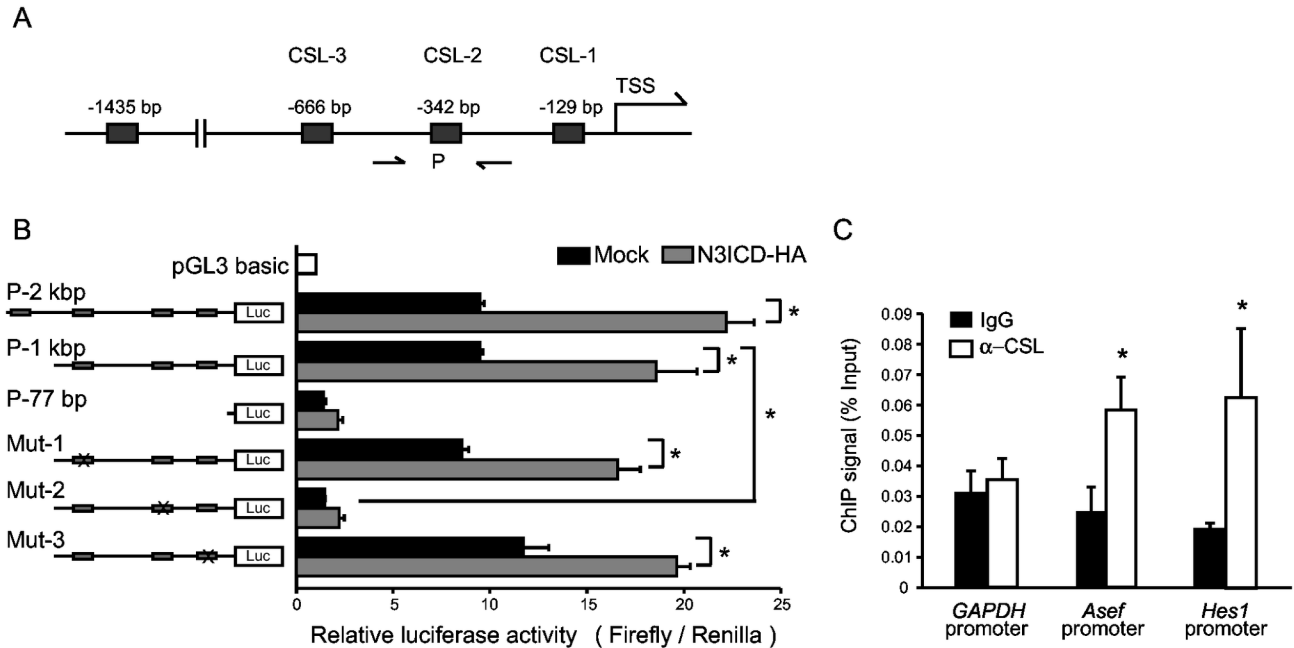 A
CSL-3 CSL-2 CSL-1
TSS
-1435 bp -666 bp -342 bp -129 bp
P
B
Mock N3ICD-HA
pGL3 basic
P-2 kbp
Luc
*
P-1 kbp
Luc
*
P-77 bp
Luc
*
Mut-1
Luc
*
Mut-2
Luc
Mut-3
Luc
*
0 5 10 15 20 25
Relative luciferase activity ( Firefly / Renilla )
C
IgG
α-CSL
* *
ChIP signal (% Input)
0.09
0.08
0.07
0.06
0.05
0.04
0.03
0.02
0.01
0
GAPDH promoter
Asef promoter
Hes1 promoter